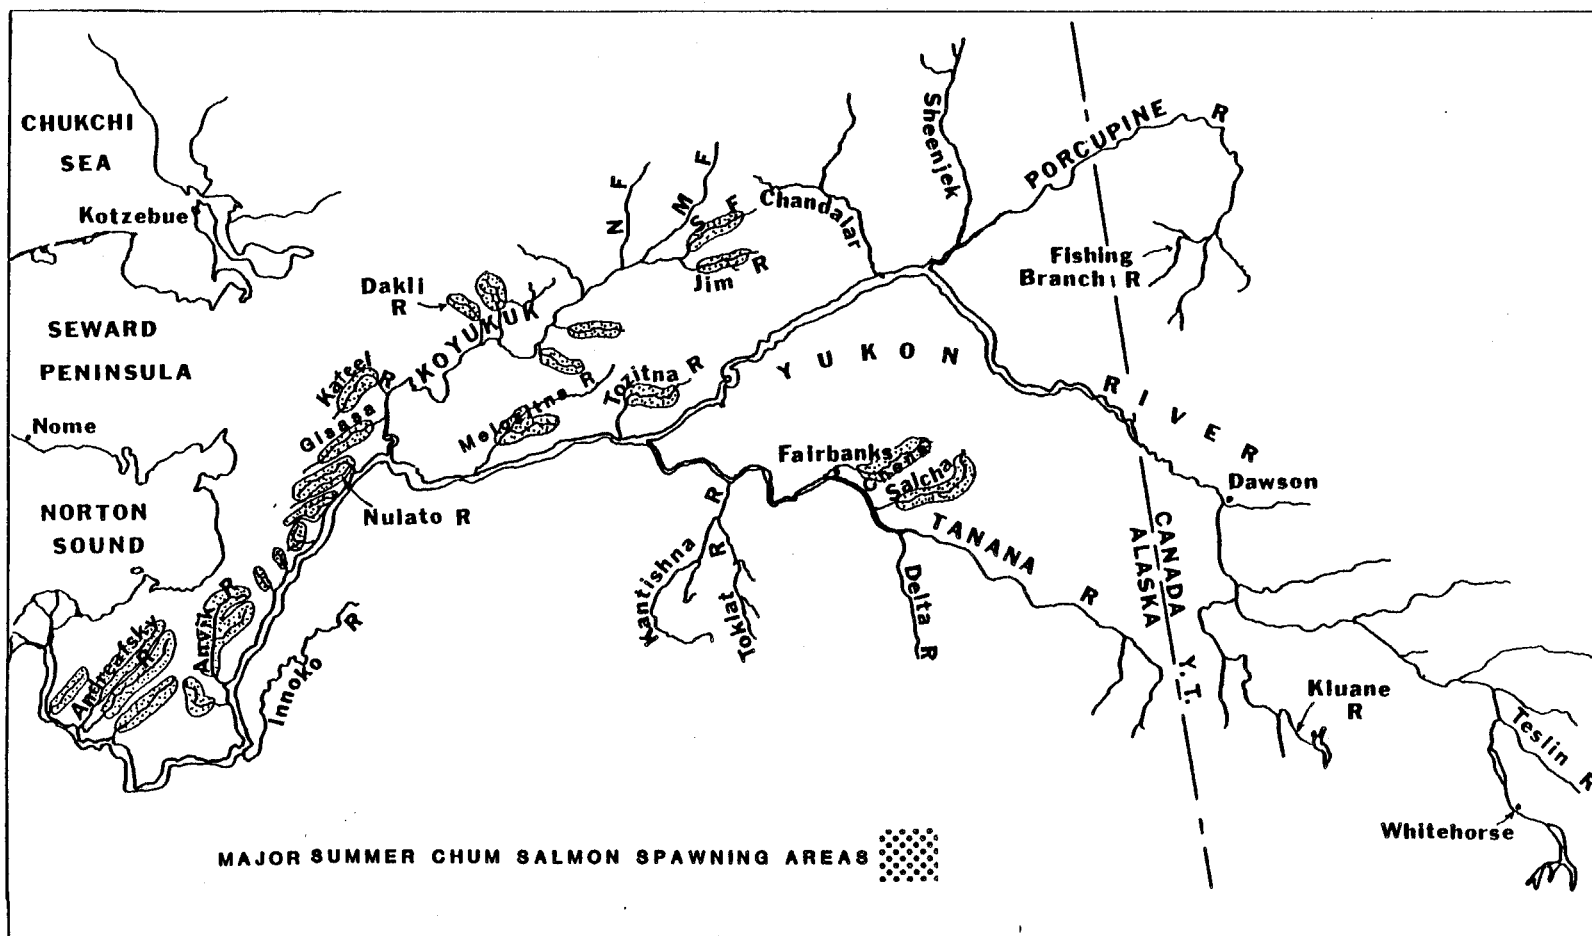 CHUKCHI
SEA
Kotzebue
SEWARD
PENINSULA
Nome
NORTON
SOUND
Dakli
R
KOYUKUK
N F
M F
S F
Jim R
Chandalar
Sheenjek
PORCUPINE R
Fishing
Branch R
Kateel R
Gisasa
Nulato R
Melozitna R
Tozitna R
YUKON RIVER
Fairbanks
Chena
Salcha
TANANA R
Dawson
CANADA
ALASKA
Y.T.
Kantishna R
Toklat R
Delta R
Anvik R
Andreafsky R
Innoko R
Kluane
R
Teslin R
Whitehorse
MAJOR SUMMER CHUM SALMON SPAWNING AREAS